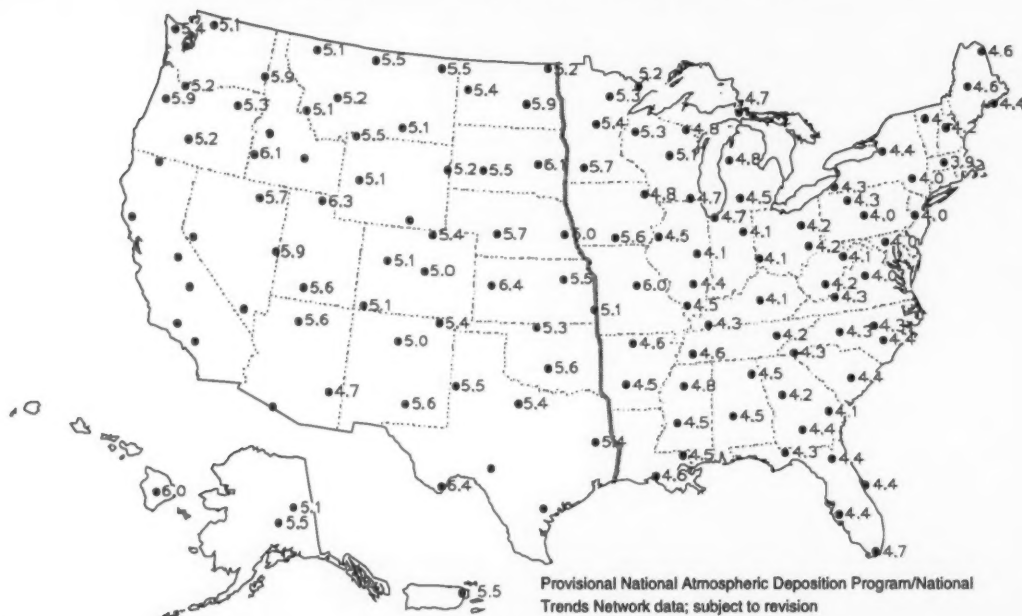 5.4 5.1 5.1 5.5 5.5 5.2 5.2 4.7 4.6
5.9 5.2 5.4 5.9 5.3 4.6 4.4
5.2 5.9 5.3 5.1 5.4 5.3 4.8 4.2
5.2 5.5 5.1 5.1 4.8 4.4
6.1 5.1 5.2 5.5 6.1 5.7 3.9
5.7 6.3 4.8 4.7 4.5 4.3 4.3 4.0
5.4 5.7 5.6 4.5 4.7 4.1 4.2 4.0 4.0
5.9 5.1 5.0 4.1 4.1 4.2 4.1
5.6 6.4 5.5 6.0 4.4 4.2 4.0
5.6 5.1 5.4 5.3 5.1 4.5 4.1 4.3
5.0 4.6 4.3 4.2 4.3 4.3 4.4
5.6 4.6 4.3
4.7 5.6 5.5 5.4 4.5 4.8 4.5 4.2 4.4
4.5 4.5 4.4 4.1
5.4 4.5 4.3 4.4
6.0 6.4 4.6 4.4
5.1
5.5 4.4
4.7
5.5
Provisional National Atmospheric Deposition Program/National
Trends Network data; subject to revision